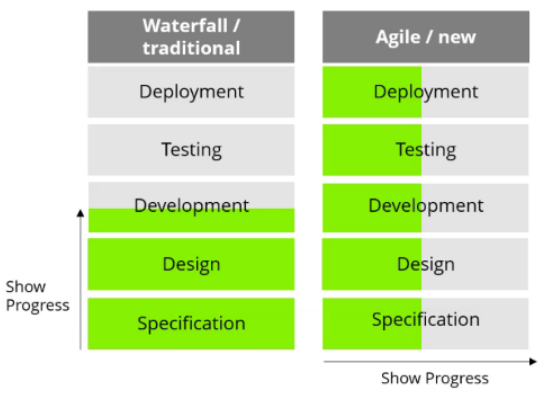 Waterfall /
traditional
Agile / new
Deployment
Deployment
Testing
Testing
Development
Development
Design
Design
Specification
Specification
Show
Progress
Show Progress